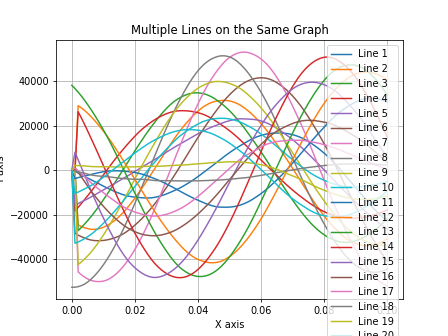 Multiple Lines on the Same Graph
40000
20000
0
−20000
−40000
0.00
0.02
0.04
0.06
X axis
Line 1
Line 2
Line 3
Line 4
Line 5
Line 6
Line 7
Line 8
Line 9
Line 10
Line 11
Line 12
Line 13
Line 14
Line 15
Line 16
Line 17
Line 18
Line 19
Line 20